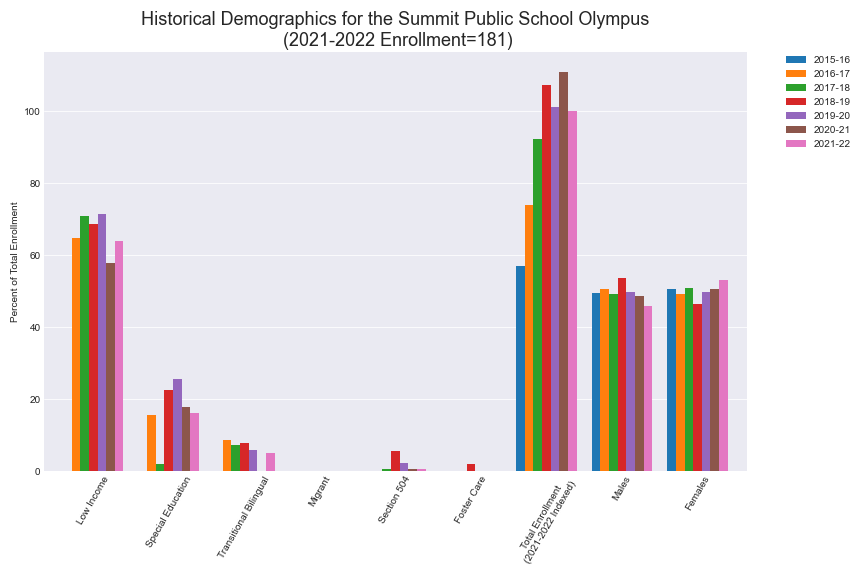 Historical Demographics for the Summit Public School Olympus
(2021-2022 Enrollment=181)
2015-16
2016-17
2017-18
2018-19
2019-20
2020-21
2021-22
Percent of Total Enrollment
100
80
60
40
20
0
Low Income
Special Education
Transitional Bilingual
Migrant
Section 504
Foster Care
Total Enrollment
(2021-2022 Indexed)
Males
Females